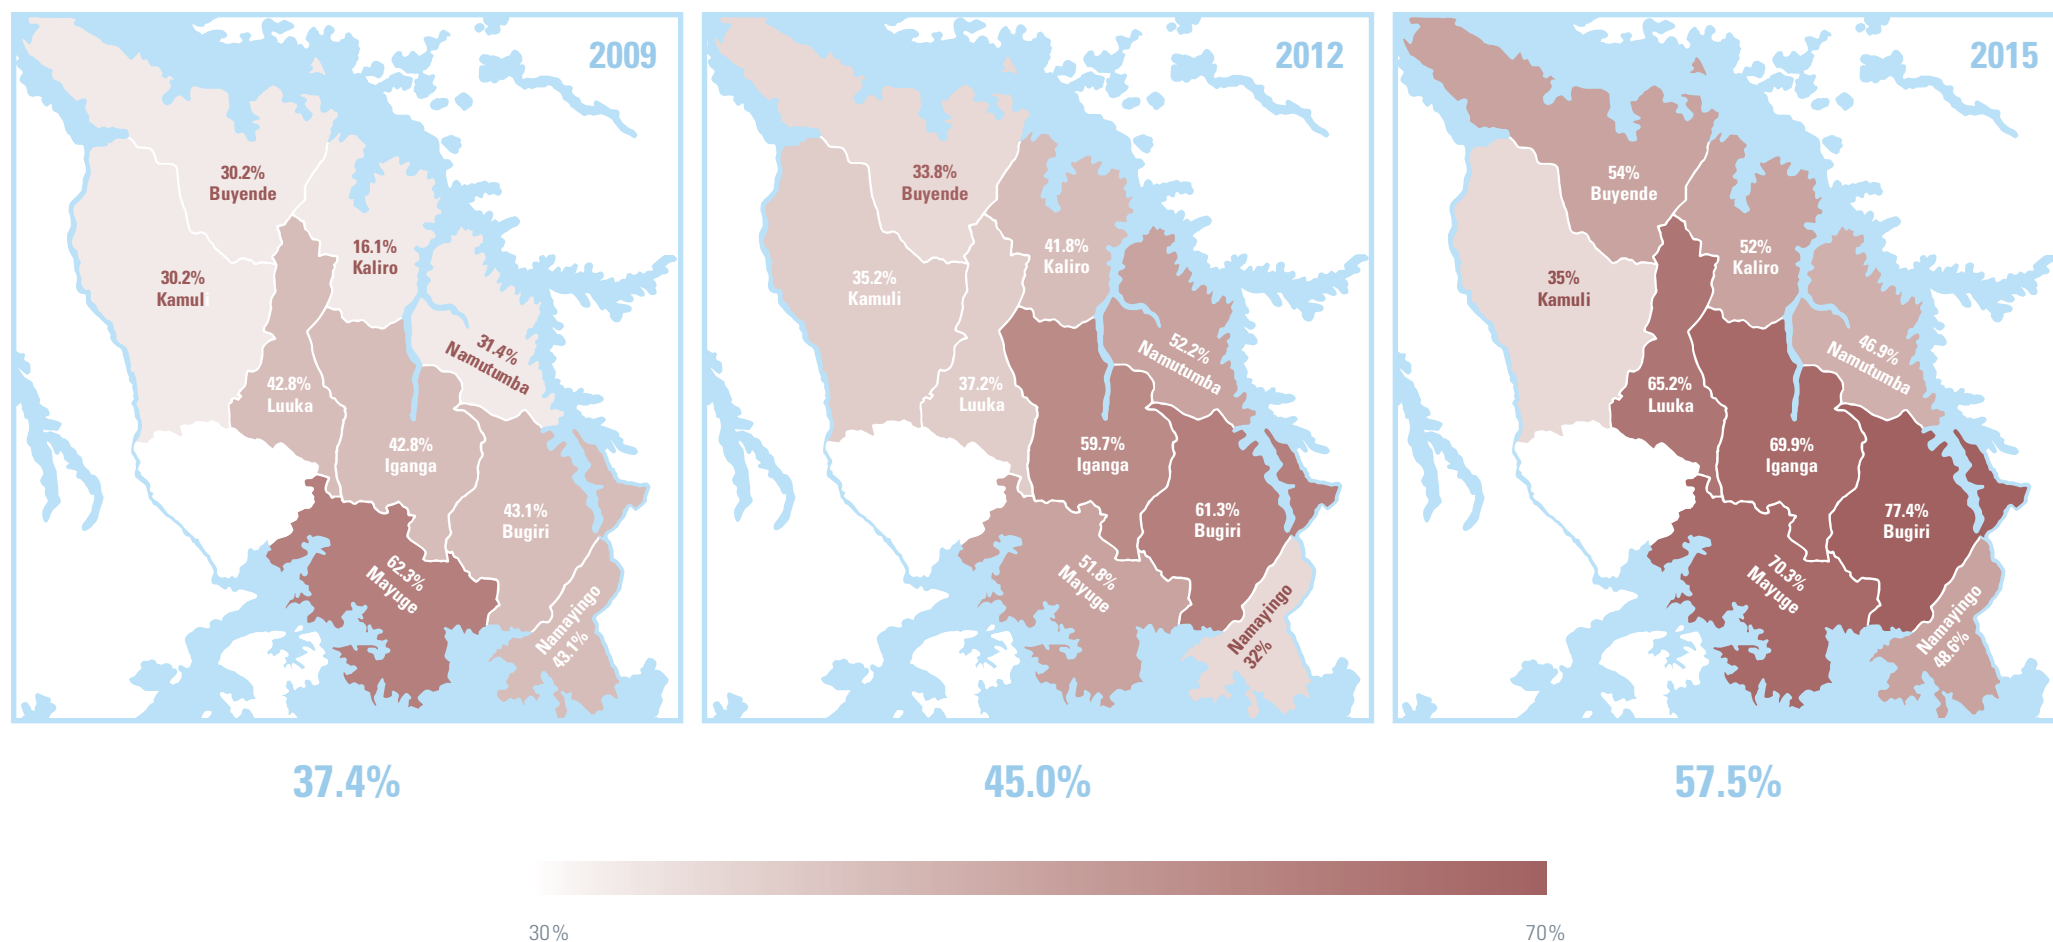 2009
30.2%
Buyende
16.1%
Kaliro
30.2%
Kamul
31.4%
Namutumba
42.8%
Luuka
42.8%
Iganga
43.1%
Bugiri
62.3%
Mayuge
Namayingo
43.1%
37.4%
2012
33.8%
Buyende
41.8%
Kaliro
35.2%
Kamuli
52.2%
Namutumba
37.2%
Luuka
59.7%
Iganga
61.3%
Bugiri
51.8%
Mayuge
Namayingo
32%
45.0%
2015
54%
Buyende
52%
Kaliro
35%
Kamuli
46.9%
Namutumba
65.2%
Luuka
69.9%
Iganga
77.4%
Bugiri
70.3%
Mayuge
Namayingo
48.6%
57.5%
30%
70%